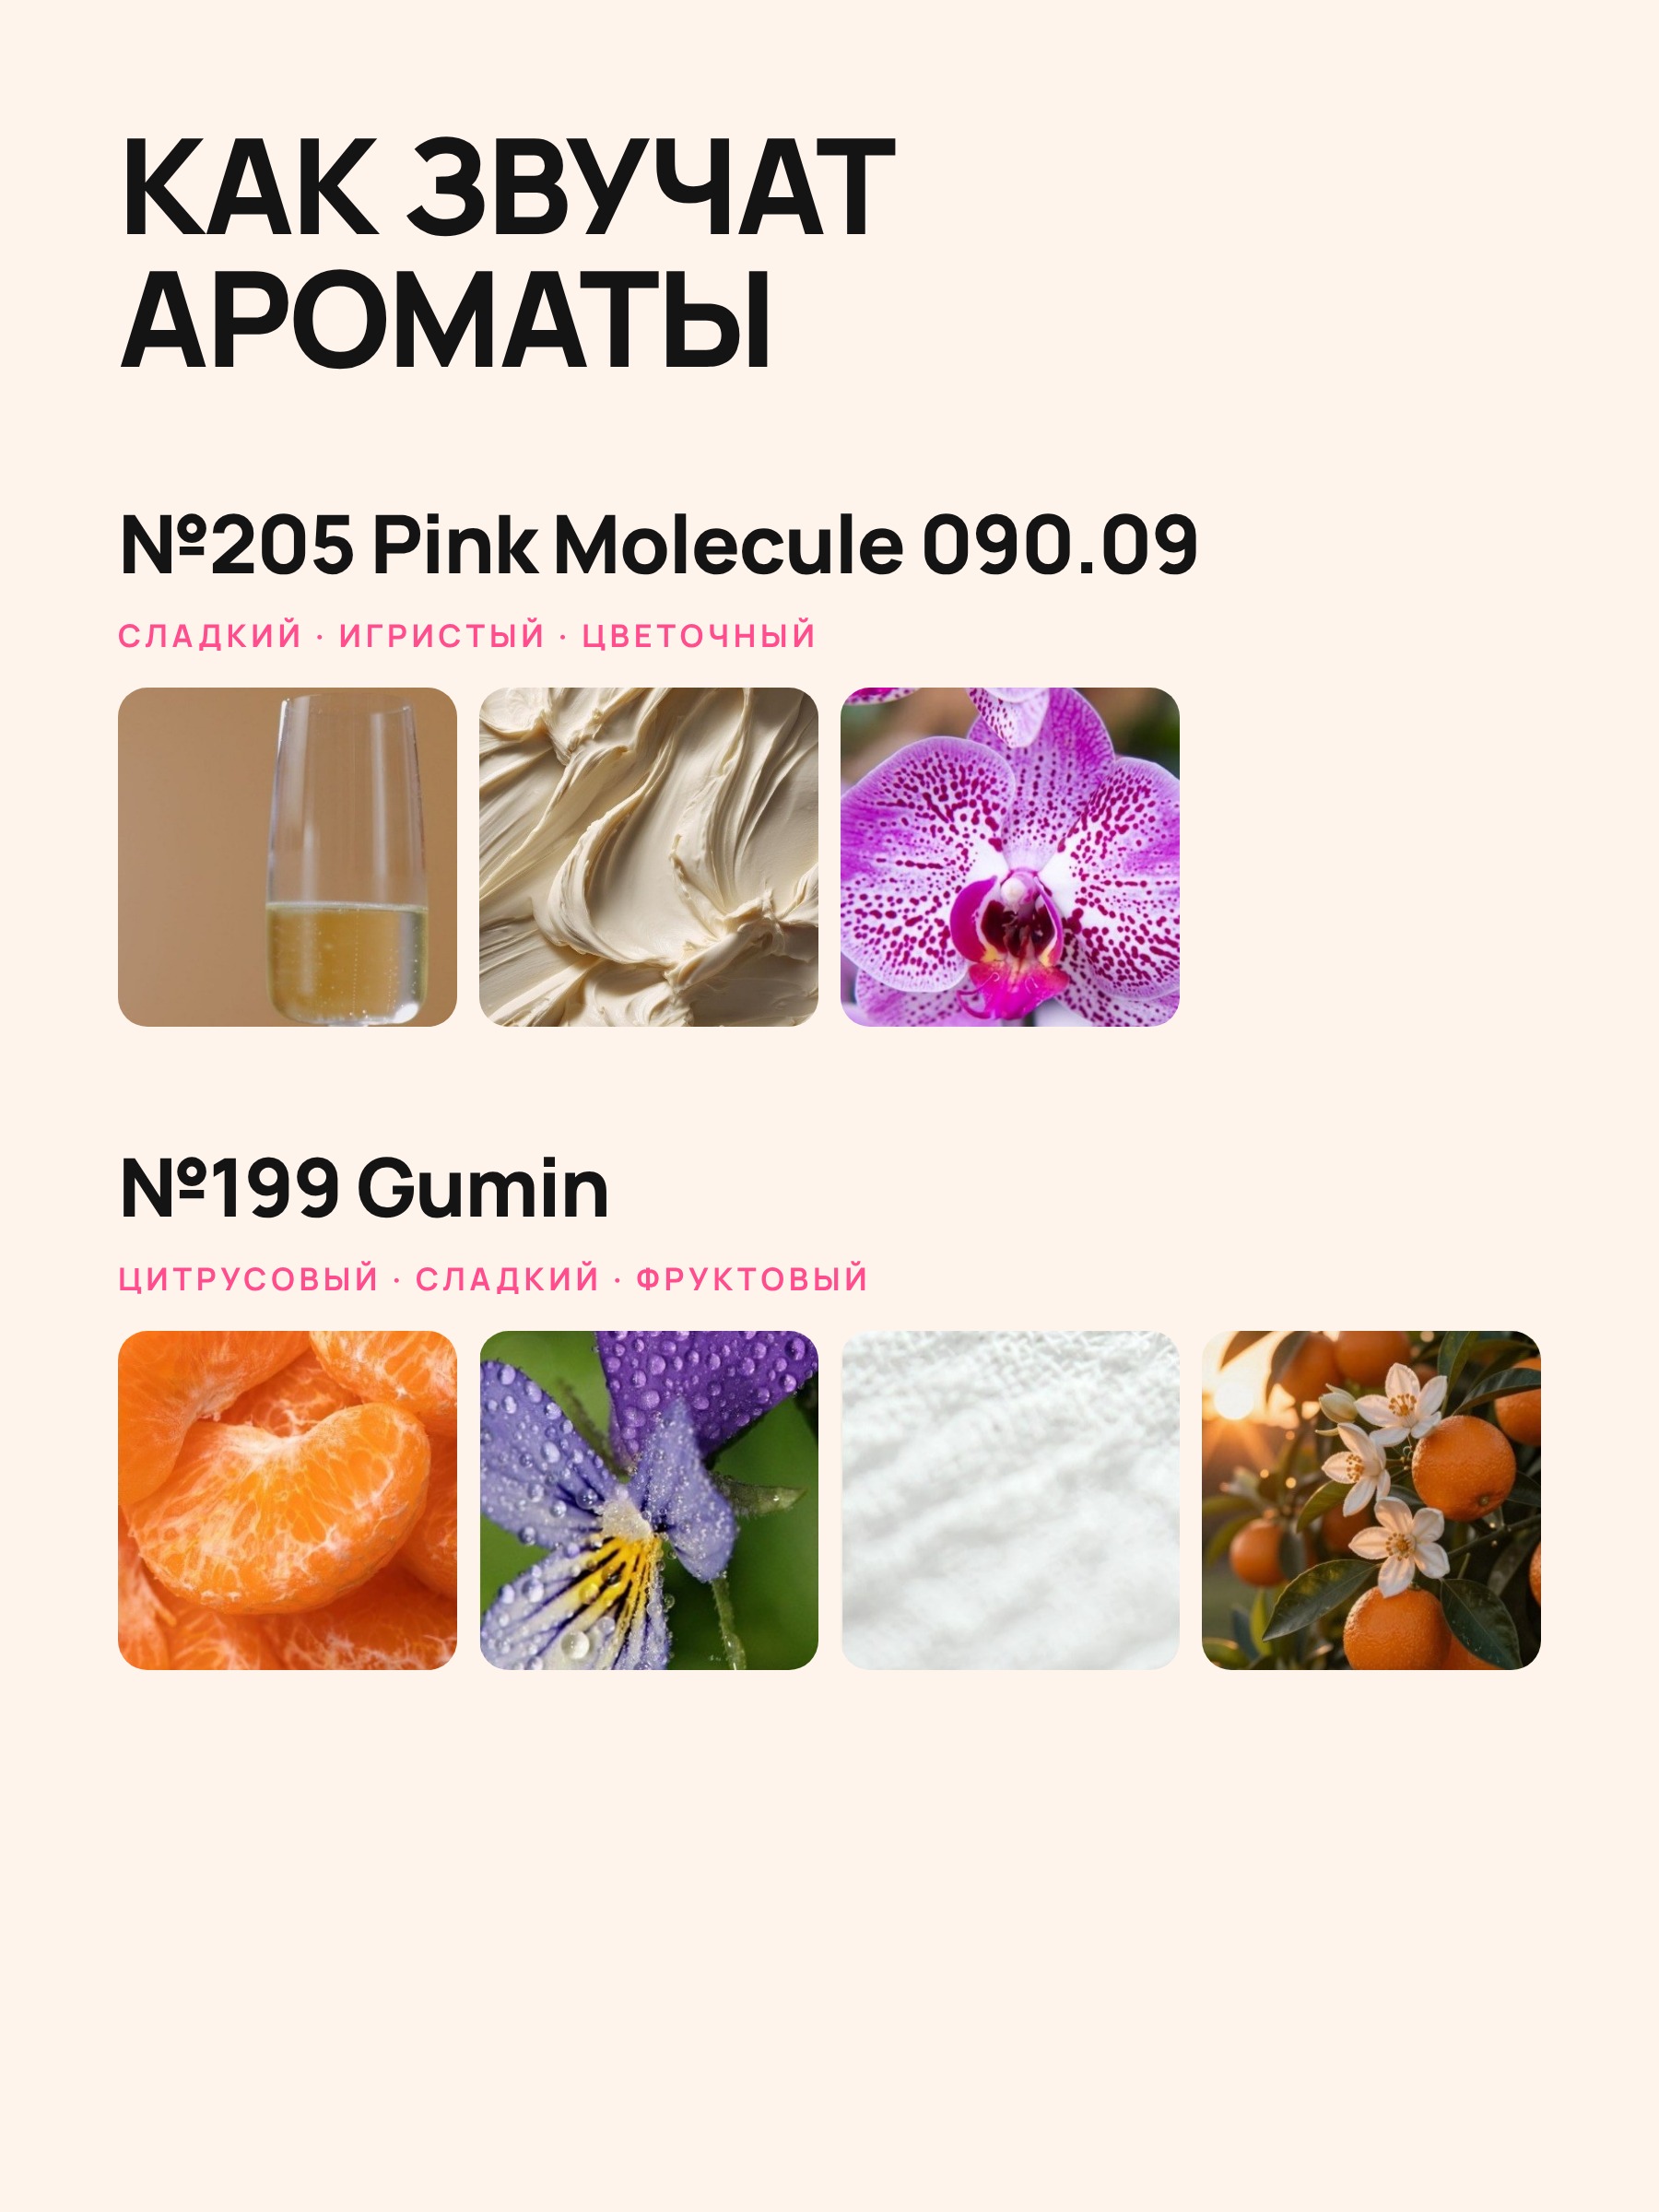 КАК ЗВУЧАТ
АРОМАТЫ
№205 Pink Molecule 090.09
СЛАДКИЙ · ИГРИСТЫЙ · ЦВЕТОЧНЫЙ
№199 Gumin
ЦИТРУСОВЫЙ · СЛАДКИЙ · ФРУКТОВЫЙ